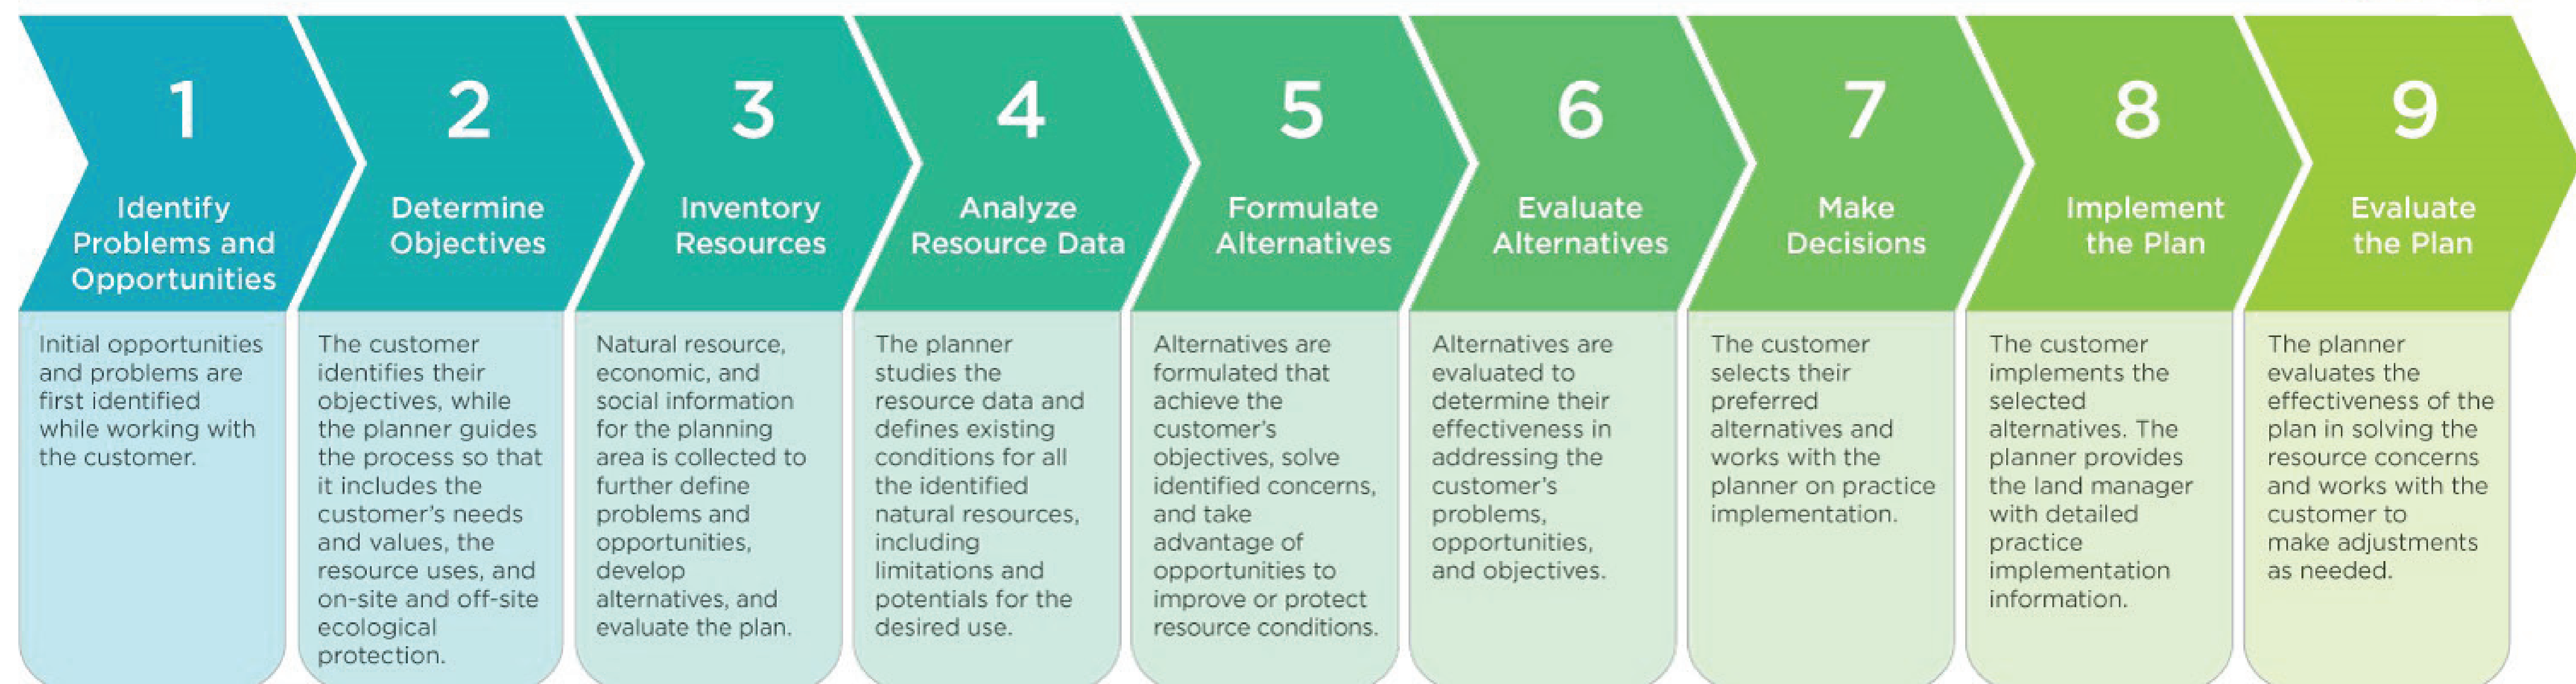 1
Identify
Problems and
Opportunities
Initial opportunities
and problems are
first identified
while working with
the customer.
2
Determine
Objectives
The customer
identifies their
objectives, while
the planner guides
the process so that
it includes the
customer's needs
and values, the
resource uses, and
on-site and off-site
ecological
protection.
3
Inventory
Resources
Natural resource,
economic, and
social information
for the planning
area is collected to
further define
problems and
opportunities,
develop
alternatives, and
evaluate the plan.
4
Analyze
Resource Data
The planner
studies the
resource data and
defines existing
conditions for all
the identified
natural resources,
including
limitations and
potentials for the
desired use.
5
Formulate
Alternatives
Alternatives are
formulated that
achieve the
customer's
objectives, solve
identified concerns,
and take
advantage of
opportunities to
improve or protect
resource conditions.
6
Evaluate
Alternatives
Alternatives are
evaluated to
determine their
effectiveness in
addressing the
customer's
problems,
opportunities,
and objectives.
7
Make
Decisions
The customer
selects their
preferred
alternatives and
works with the
planner on practice
implementation.
8
Implement
the Plan
The customer
implements the
selected
alternatives. The
planner provides
the land manager
with detailed
practice
implementation
information.
9
Evaluate
the Plan
The planner
evaluates the
effectiveness of the
plan in solving the
resource concerns
and works with the
customer to
make adjustments
as needed.